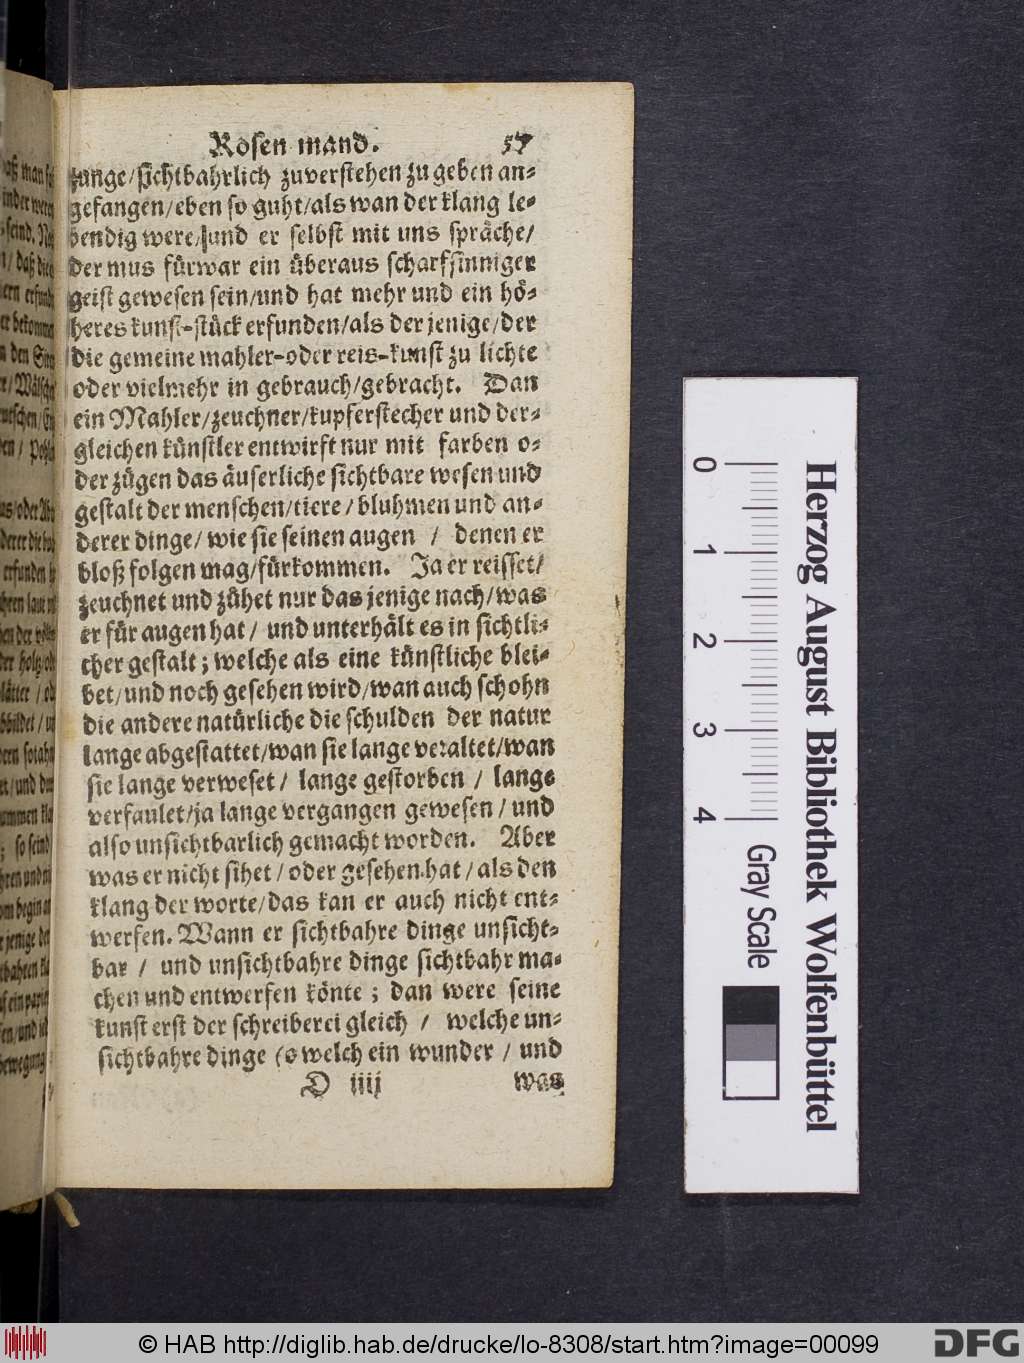 Rosen mand. 57
zunge/sichtbahrlich zuverstehen zu geben an-
gefangen/eben so guht/als wan der klang le-
bendig were/und er selbst mit uns spräche/
der mus fürwar ein überaus scharfsinniger
geist gewesen sein/und hat mehr und ein hö-
heres kunst-stück erfunden/als der jenige/der
die gemeine mahler-oder reis-kunst zu lichte
oder vielmehr in gebrauch/gebracht. Dan
ein Mahler/zeuchner/kupferstecher und der-
gleichen künstler entwirft nur mit farben o-
der zügen das äuserliche sichtbare wesen und
gestalt der menschen/tiere/bluhmen und an-
derer dinge/wie sie seinen augen / denen er
bloß folgen mag/fürkommen. Ja er reisset/
zeuchnet und zühet nur das jenige nach/was
er für augen hat/ und unterhält es in sichtli-
cher gestalt; welche als eine künstliche blei-
bet/und noch gesehen wird/wan auch schohn
die andere natürliche die schulden der natur
lange abgestattet/wan sie lange veraltet/wan
sie lange verweset/ lange gestorben / lange
verfaulet/ja lange vergangen gewesen/ und
also unsichtbarlich gemacht worden. Aber
was er nicht sihet/oder gesehen hat/als den
klang der worte/das kan er auch nicht ent-
werfen. Wann er sichtbahre dinge unsicht-
bar / und unsichtbahre dinge sichtbahr ma-
chen und entwerfen könte; dan were seine
kunst erst der schreiberei gleich / welche un-
sichtbahre dinge (o welch ein wunder / und
D iiij was
Herzog August Bibliothek Wolfenbüttel
0 1 2 3 4 Gray Scale
© HAB http://diglib.hab.de/drucke/lo-8308/start.htm?image=00099
DFG